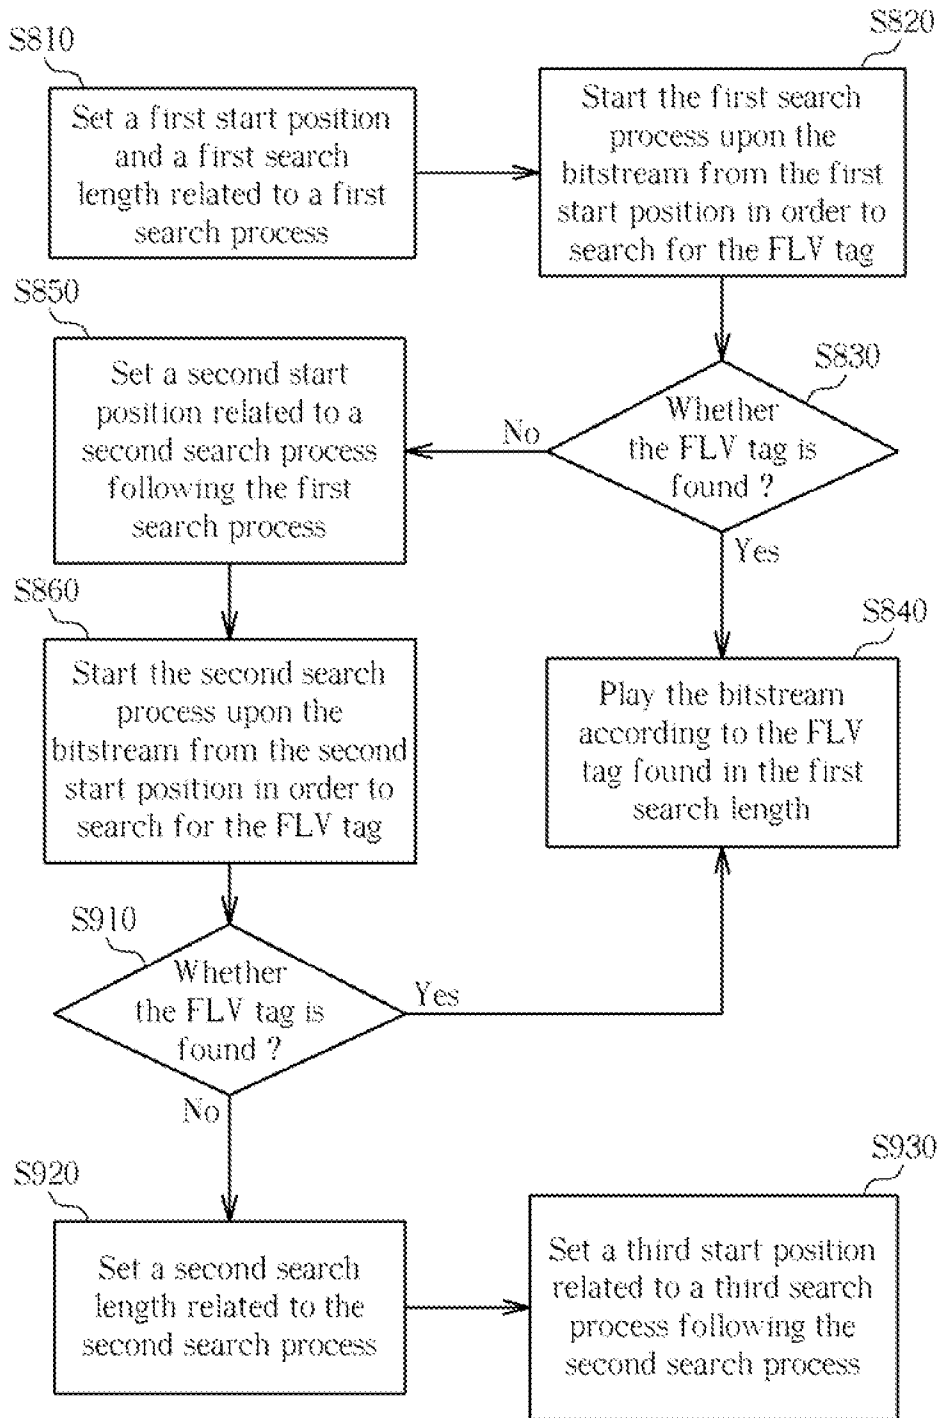 S810
Set a first start position
and a first search
length related to a first
search process
S820
Start the first search
process upon the
bitstream from the first
start position in order to
search for the FLV tag
S830
Whether
the FLV tag is
found ?
No
Yes
S850
Set a second start
position related to a
second search process
following the first
search process
S840
Play the bitstream
according to the FLV
tag found in the first
search length
S860
Start the second search
process upon the
bitstream from the second
start position in order to
search for the FLV tag
S910
Whether
the FLV tag is
found ?
Yes
No
S920
Set a second search
length related to the
second search process
S930
Set a third start position
related to a third search
process following the
second search process